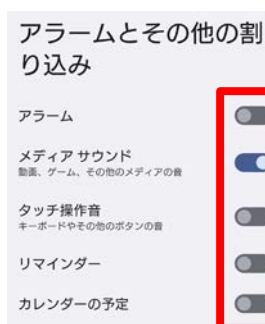 アラームとその他の割
り込み
アラーム
メディア サウンド
動画、ゲーム、その他のメディアの音
タッチ操作音
キーボードやその他のボタンの音
リマインダー
カレンダーの予定